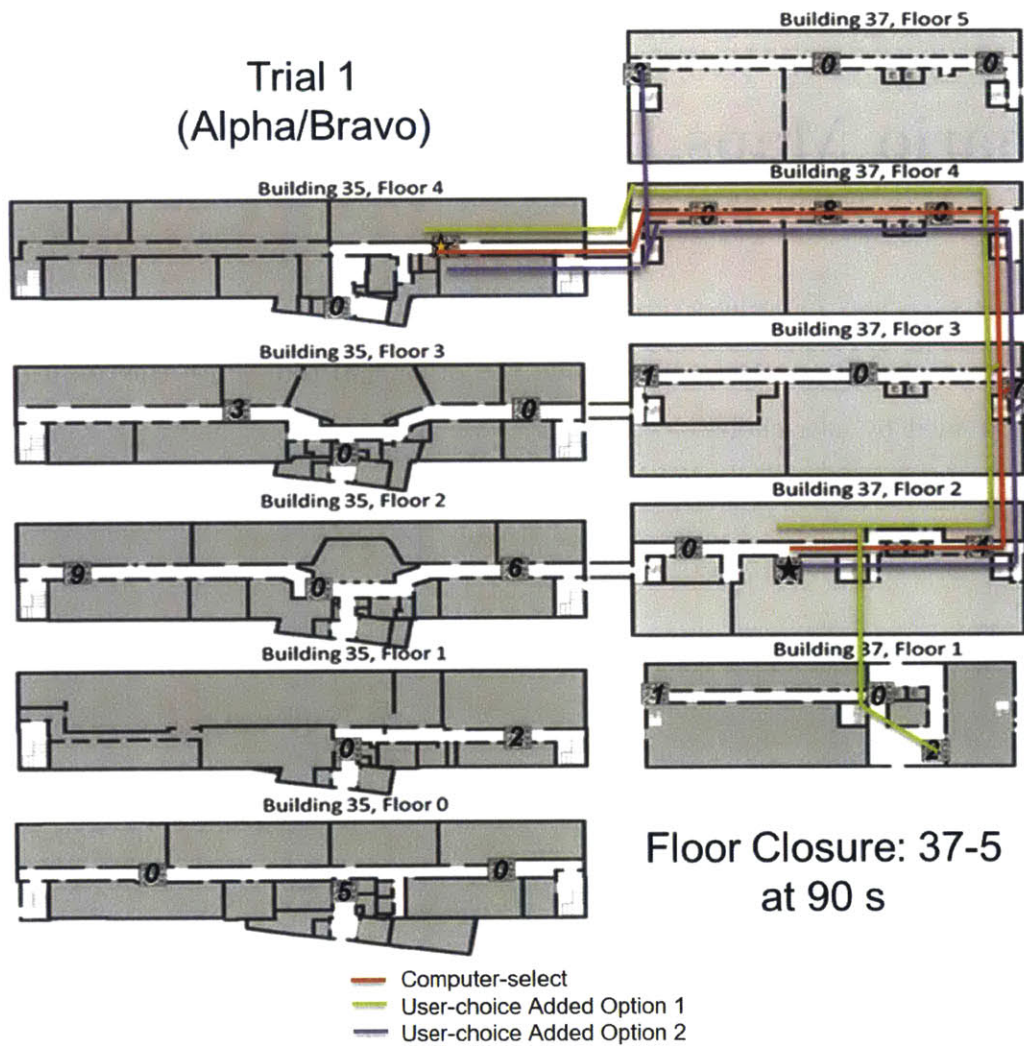 Building 37, Floor 5
3 0 0
Trial 1
(Alpha/Bravo)
Building 35, Floor 4
0
Building 37, Floor 4
0 8 0
Building 35, Floor 3
3 0 0
Building 37, Floor 3
1 0
Building 35, Floor 2
9 0 6
Building 37, Floor 2
0
Building 35, Floor 1
0 2
Building 37, Floor 1
1 0
Building 35, Floor 0
0 5 0
Floor Closure: 37-5
at 90 s
Computer-select
User-choice Added Option 1
User-choice Added Option 2